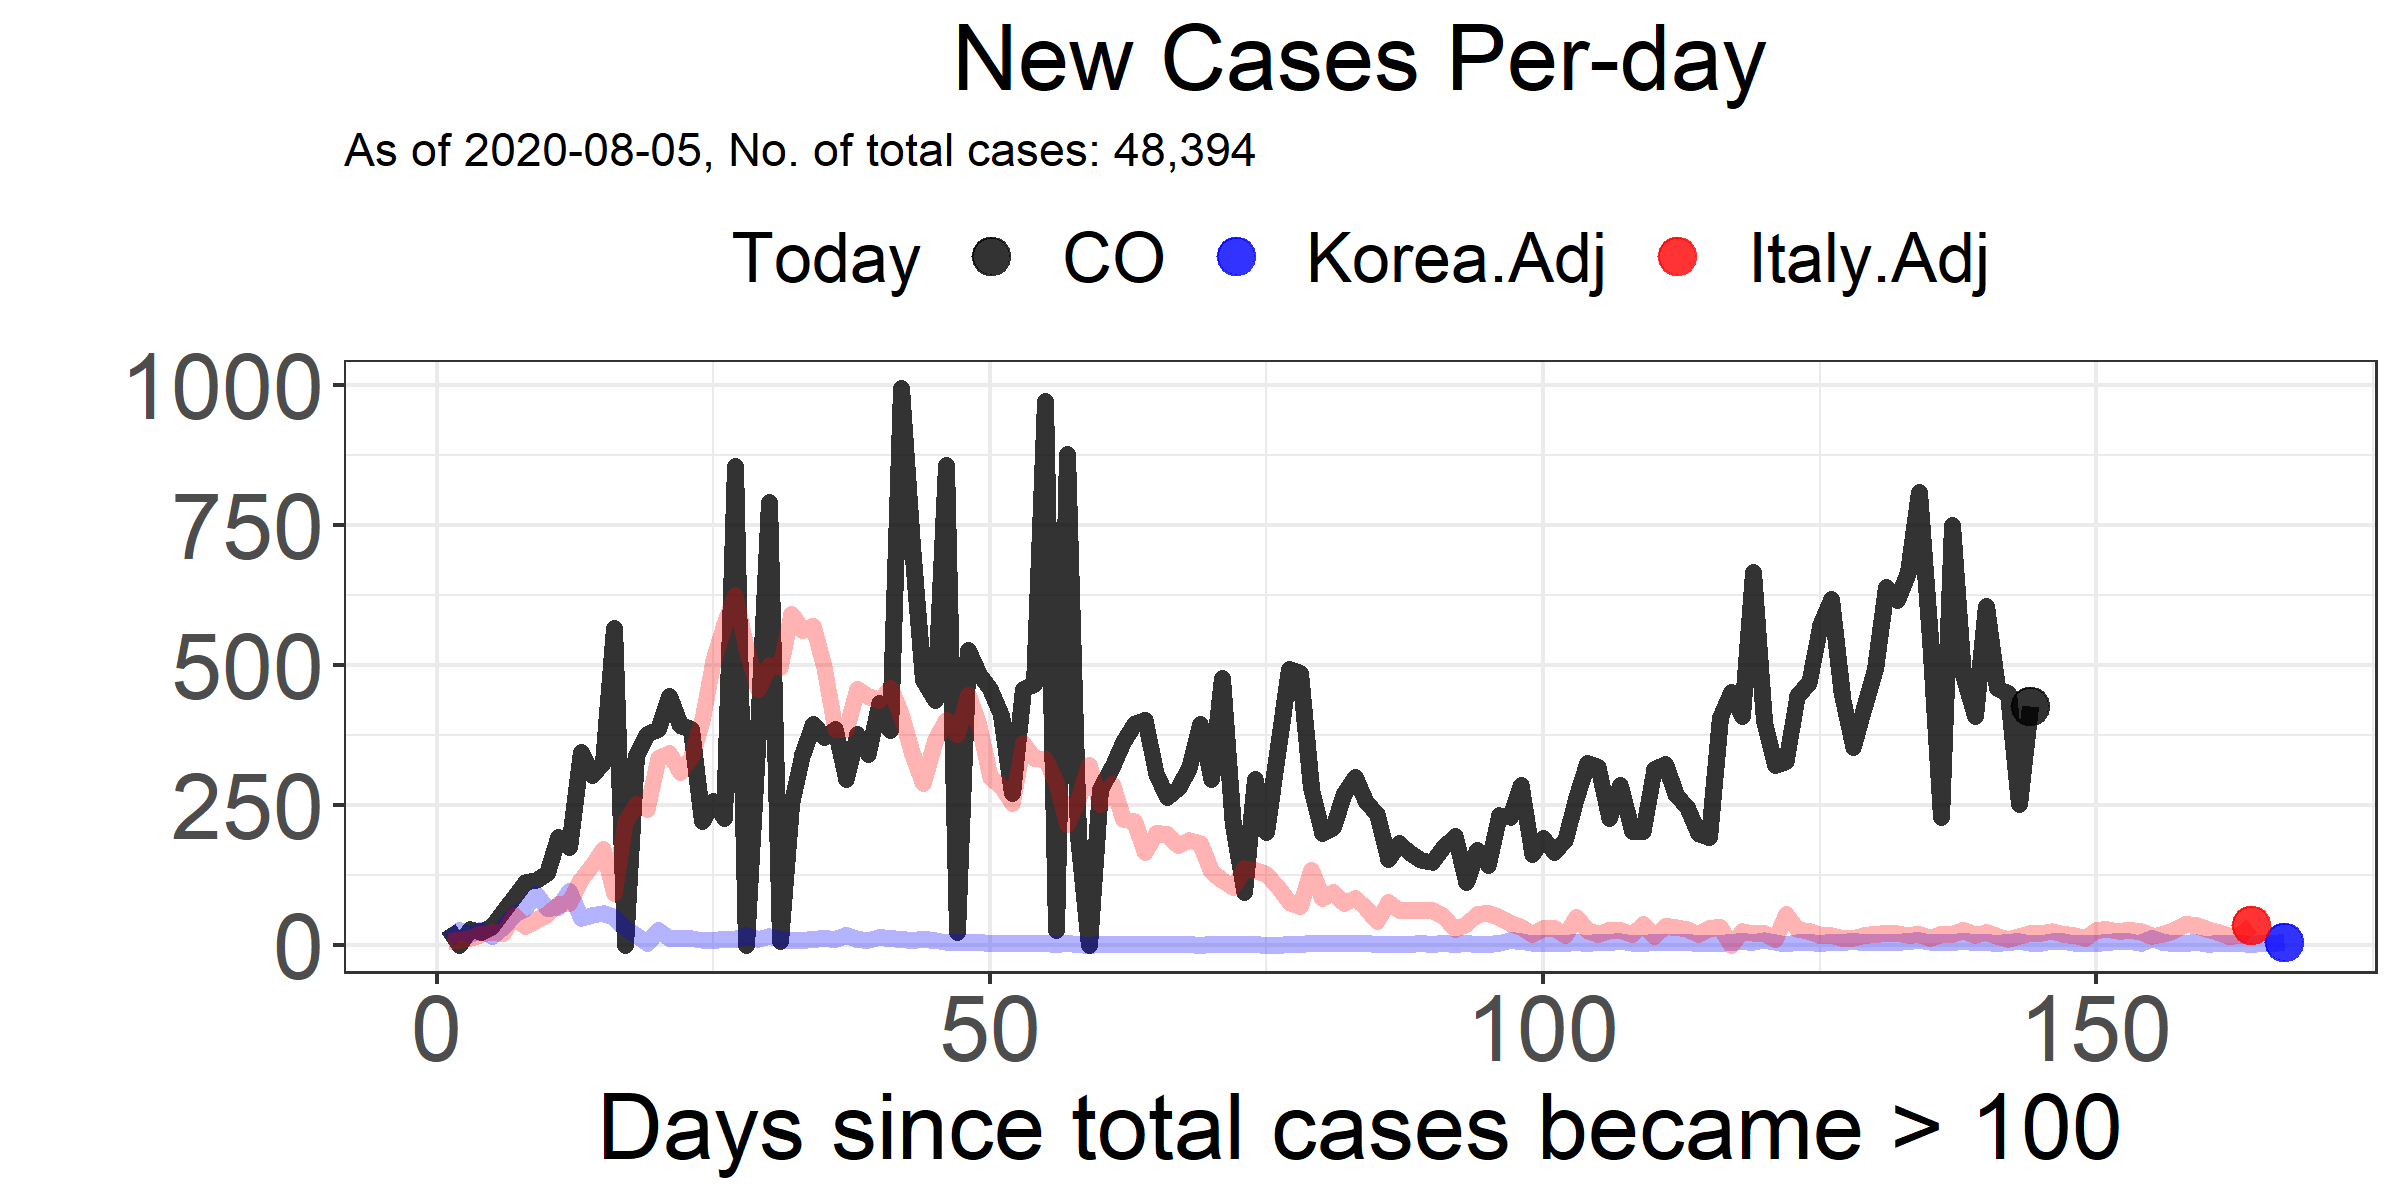 New Cases Per-day
As of 2020-08-05, No. of total cases: 48,394
Today CO Korea.Adj Italy.Adj
1000
750
500
250
0
0 50 100 150
Days since total cases became > 100